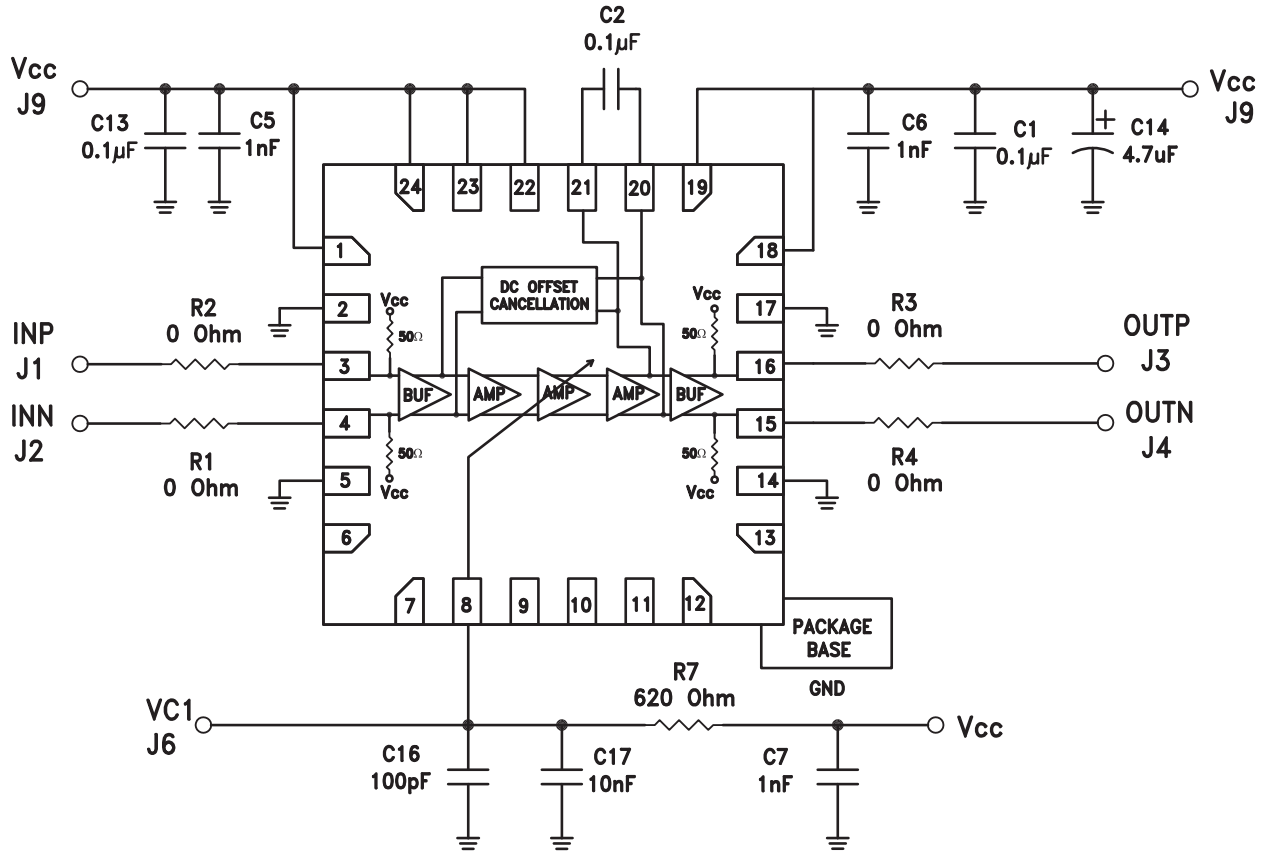 C2
0.1μF
Vcc
J9
C13
0.1μF
C5
1nF
C6
1nF
C1
0.1μF
+
C14
4.7uF
Vcc
J9
24
23
22
21
20
19
1
18
DC OFFSET
CANCELLATION
2
Vcc
50Ω
Vcc
50Ω
17
R2
0 Ohm
R3
0 Ohm
INP
J1
3
16
OUTP
J3
BUF
AMP
AMP
AMP
BUF
INN
J2
4
15
OUTN
J4
R1
0 Ohm
50Ω
Vcc
50Ω
Vcc
R4
0 Ohm
5
14
6
13
7
8
9
10
11
12
PACKAGE
BASE
GND
R7
620 Ohm
VC1
J6
Vcc
C16
100pF
C17
10nF
C7
1nF